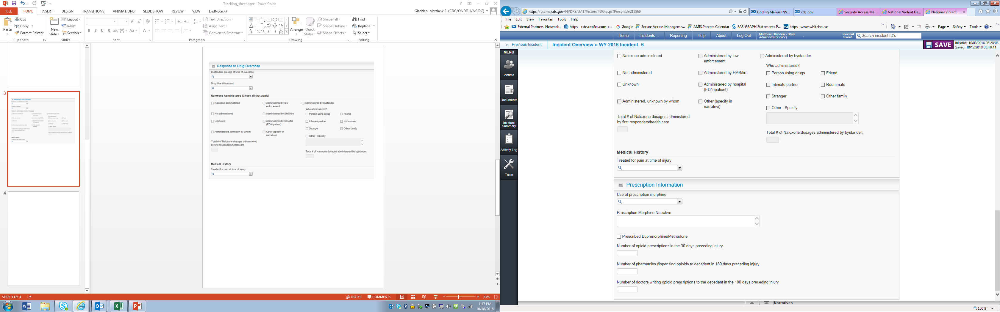 Tracking_sheet.pptx - PowerPoint
FILE HOME INSERT DESIGN TRANSITIONS ANIMATIONS SLIDE SHOW REVIEW VIEW EndNote X7
Gladden, Matthew R. (CDC/ONDIEH/NCIPC)
Paste
Cut
Copy
Format Painter
Clipboard
New Slide
Layout
Reset
Section
Slides
B I U S abc AV Aa A
Font
Paragraph
Text Direction
Align Text
Convert to SmartArt
Arrange
Quick Styles
Shape Fill
Shape Outline
Shape Effects
Drawing
Find
Replace
Select
Editing
3
4
Response to Drug Overdose
Bystanders present at time of overdose
Drug Use Witnessed
Naloxone Administered (Check all that apply)
Naloxone administered
Administered by law enforcement
Administered by bystander
Who administered?
Not administered
Administered by EMS/fire
Person using drugs
Friend
Unknown
Administered by hospital (ED/inpatient)
Intimate partner
Roommate
Stranger
Other family
Administered, unknown by whom
Other (specify in narrative)
Other - Specify:
Total # of Naloxone dosages administered
by first responders/health care
Total # of Naloxone dosages administered by bystander:
Medical History
Treated for pain at time of injury
SLIDE 3 OF 4
NOTES COMMENTS 85%
1:17 PM
10/18/2016
https://csams.cdc.gov/NVDRS/UAT/Victim/PDO.aspx?PersonId=212869
Coding Manual|NV...
cdc.gov
Security Access Ma...
National Violent De...
National Violent ...
File Edit View Favorites Tools Help
External Partners Network...
https--cste.confex.com-c...
Google
Secure Access Manageme...
AMIS Parents Calendar
SAS-GRAPH Statements P...
https--www.whitehouse
Page Safety Tools
Home Incidents Reporting Help About Log Out
Matthew Gladden - State
Administrator (WY)
Incident
Search
Search incident ID's
‹‹ Previous Incident
Incident Overview ›› WY 2016 Incident: 6
SAVE
Initiated: 10/03/2016 03:38:03
Saved: 10/12/2016 03:18:11
MENU
Victims
Documents
Incident
Summary
Activity Log
Tools
Naloxone administered
Administered by law
enforcement
Administered by bystander
Who administered?
Not administered
Administered by EMS/fire
Person using drugs
Friend
Unknown
Administered by hospital
(ED/inpatient)
Intimate partner
Roommate
Stranger
Other family
Administered, unknown by whom
Other (specify in
narrative)
Other - Specify:
Total # of Naloxone dosages administered
by first responders/health care
Total # of Naloxone dosages administered by bystander:
Medical History
Treated for pain at time of injury
Prescription Information
Use of prescription morphine
Prescription Morphine Narrative
Prescribed Buprenorphine/Methadone
Number of opioid prescriptions in the 30 days preceding injury
Number of pharmacies dispensing opioids to decedent in 180 days preceding injury
Number of doctors writing opioid prescriptions to the decedent in the 180 days preceding injury
Narratives
100%